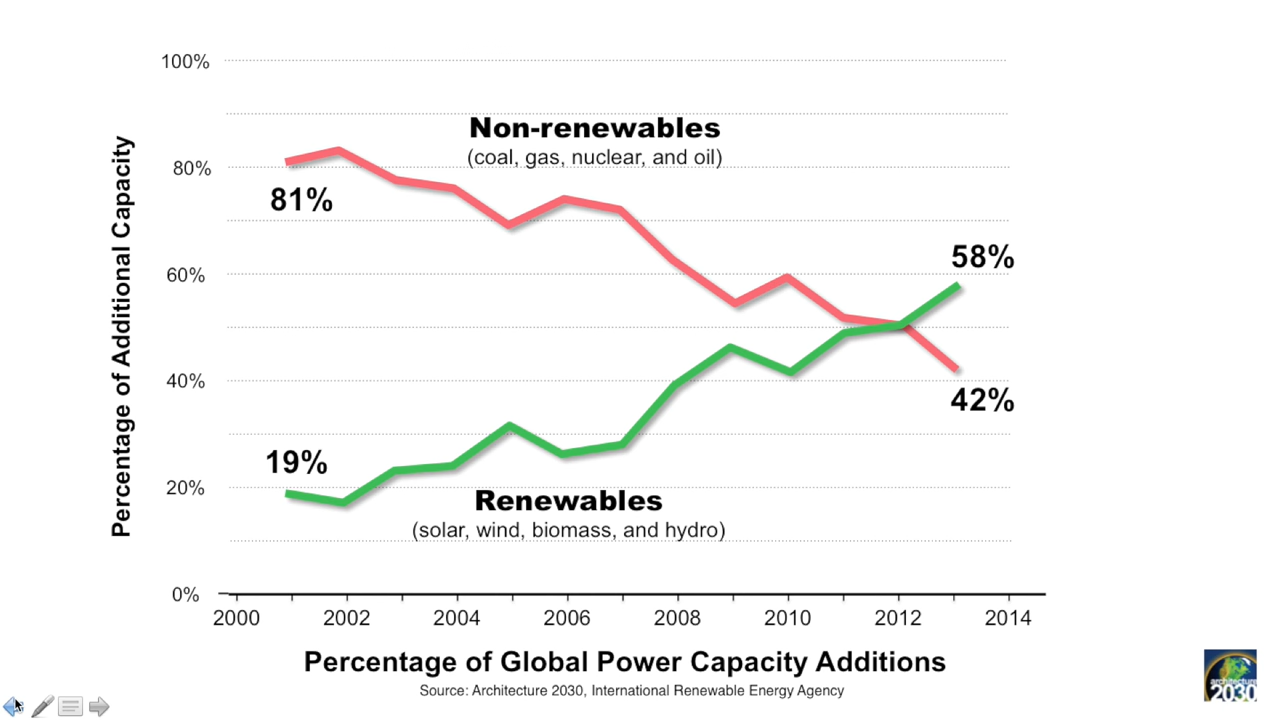 100%
Non-renewables
(coal, gas, nuclear, and oil)
80%
81%
Percentage of Additional Capacity
60%
58%
40%
42%
19%
20%
Renewables
(solar, wind, biomass, and hydro)
0%
2000 2002 2004 2006 2008 2010 2012 2014
Percentage of Global Power Capacity Additions
Source: Architecture 2030, International Renewable Energy Agency
architecture
2030